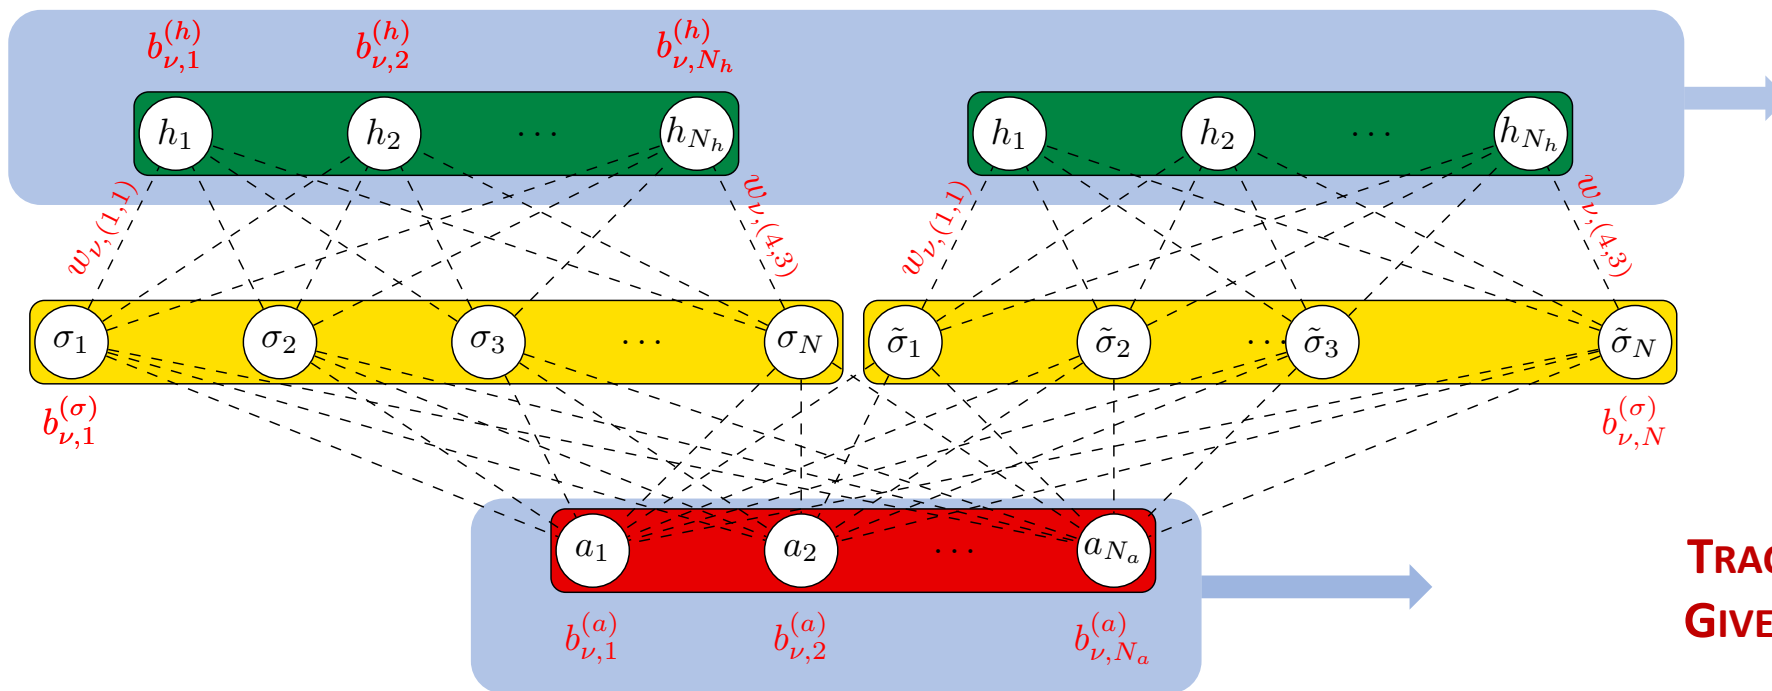 b_{ν,1}^{(h)} b_{ν,2}^{(h)} b_{ν,N_h}^{(h)}
h_1 h_2 ⋯ h_{N_h} h_1 h_2 ⋯ h_{N_h}
w_{ν,(1,1)} w_{ν,(4,3)} w_{ν,(1,1)} w_{ν,(4,3)}
σ_1 σ_2 σ_3 ⋯ σ_N σ̃_1 σ̃_2 ⋯ σ̃_3 σ̃_N
b_{ν,1}^{(σ)} b_{ν,N}^{(σ)}
a_1 a_2 ⋯ a_{N_a}
b_{ν,1}^{(a)} b_{ν,2}^{(a)} b_{ν,N_a}^{(a)}
GIVE